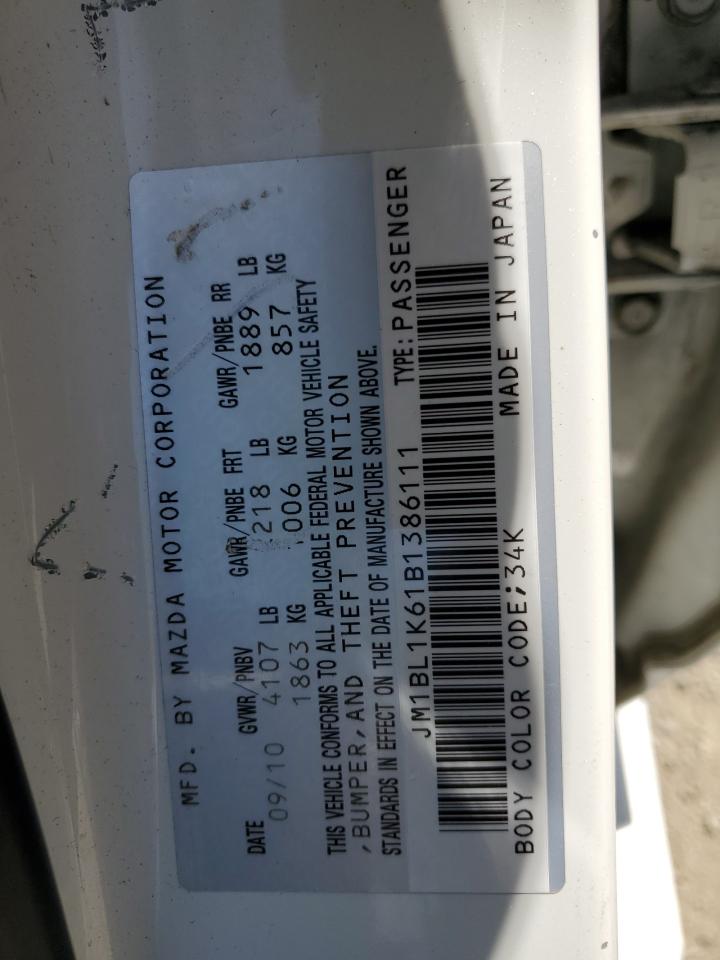 MFD. BY MAZDA MOTOR CORPORATION
DATE GVWR/PNBV GAWR/PNBE FRT GAWR/PNBE RR
09/10 4107 LB 218 LB 1889 LB
1863 KG 006 KG 857 KG
THIS VEHICLE CONFORMS TO ALL APPLICABLE FEDERAL MOTOR VEHICLE SAFETY
,BUMPER,AND THEFT PREVENTION
STANDARDS IN EFFECT ON THE DATE OF MANUFACTURE SHOWN ABOVE.
JM1BL1K61B1386111 TYPE:PASSENGER
BODY COLOR CODE;34K MADE IN JAPAN